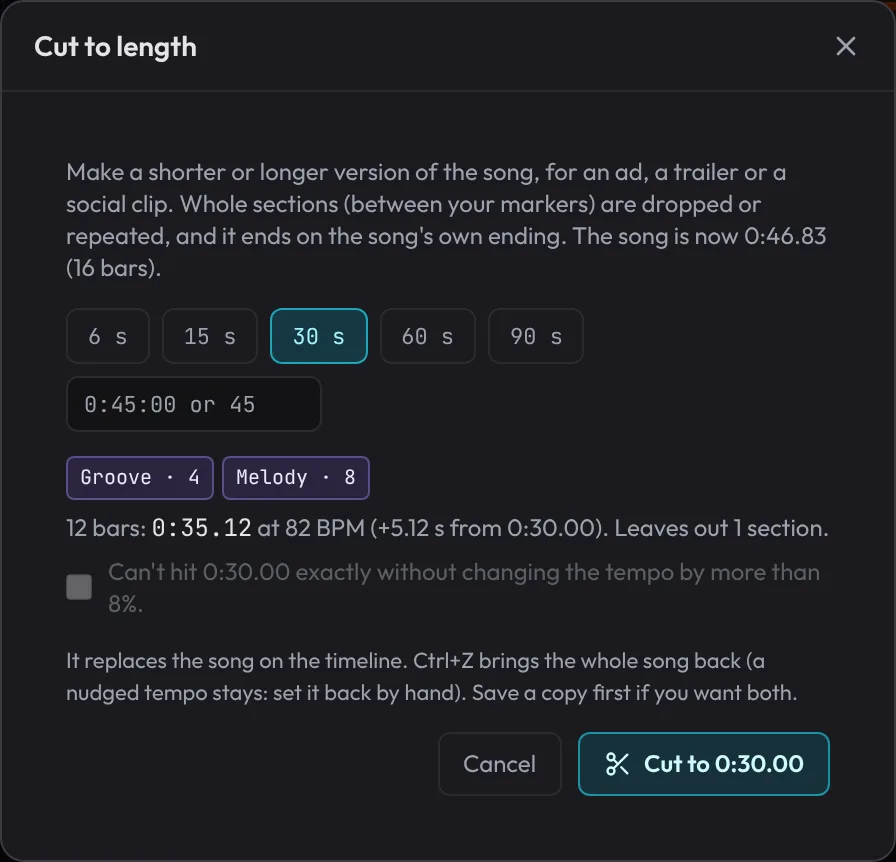 Cut to length
Make a shorter or longer version of the song, for an ad, a trailer or a
social clip. Whole sections (between your markers) are dropped or
repeated, and it ends on the song's own ending. The song is now 0:46.83
(16 bars).
6 s 15 s 30 s 60 s 90 s
0:45:00 or 45
Groove · 4 Melody · 8
12 bars: 0:35.12 at 82 BPM (+5.12 s from 0:30.00). Leaves out 1 section.
Can't hit 0:30.00 exactly without changing the tempo by more than
8%.
It replaces the song on the timeline. Ctrl+Z brings the whole song back (a
nudged tempo stays: set it back by hand). Save a copy first if you want both.
Cancel Cut to 0:30.00